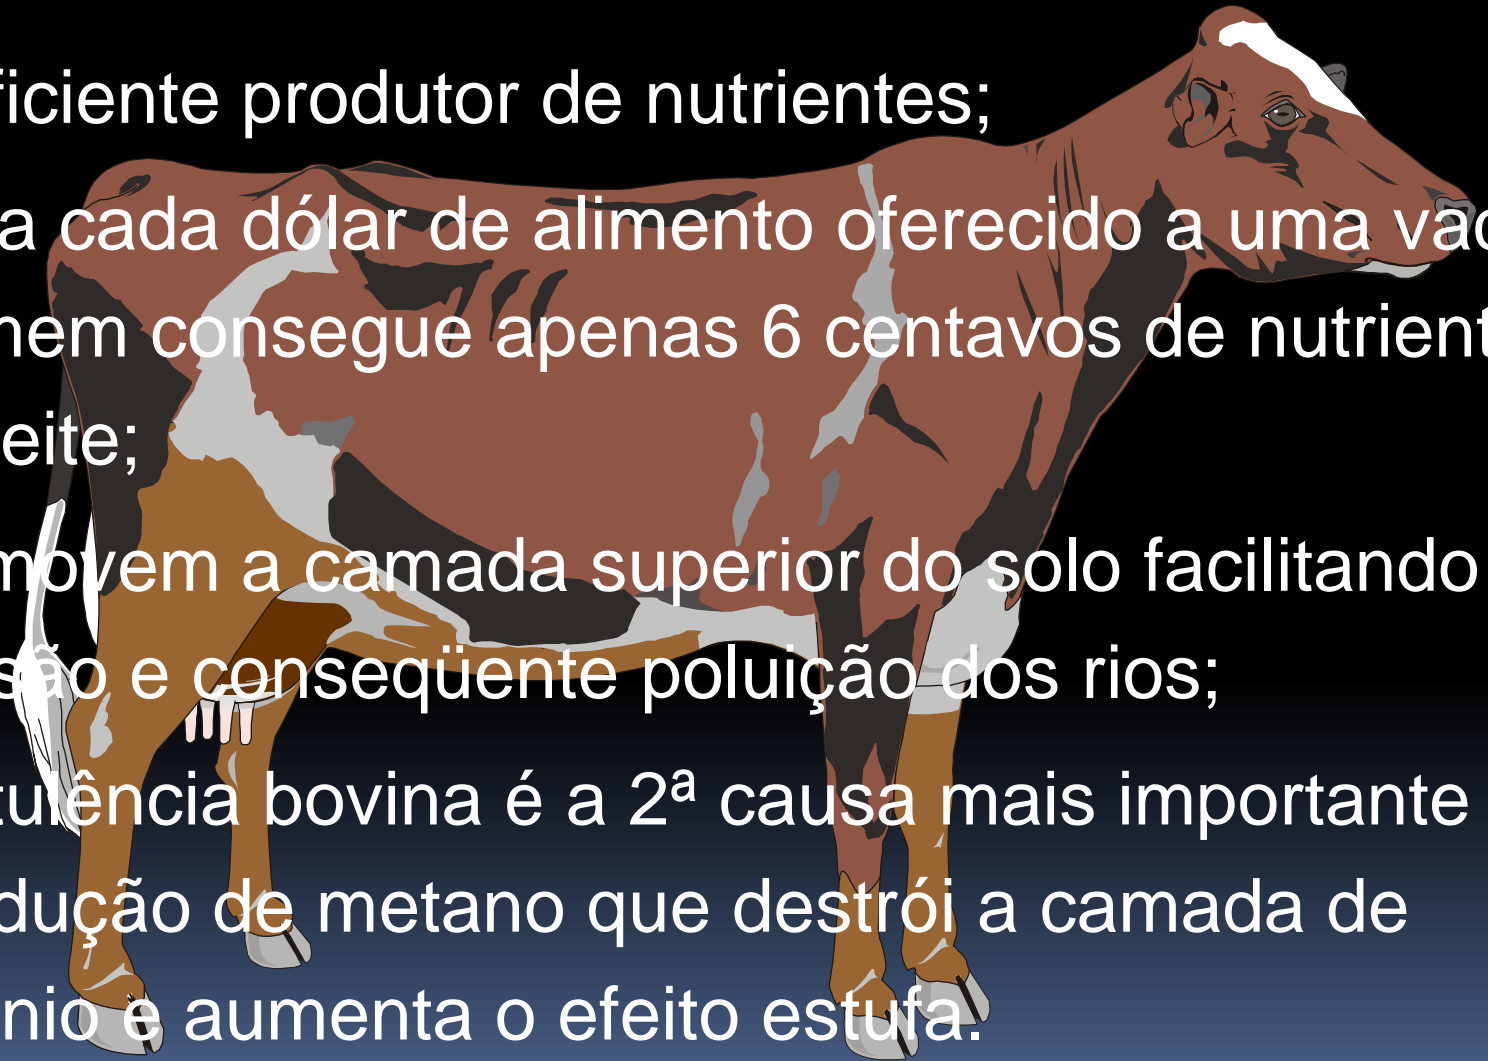 ficiente produtor de nutrientes;
a cada dólar de alimento oferecido a uma vac
nem consegue apenas 6 centavos de nutrient
eite;
movem a camada superior do solo facilitando
são e conseqüente poluição dos rios;
tulência bovina é a 2ª causa mais importante
dução de metano que destrói a camada de
nio e aumenta o efeito estufa.